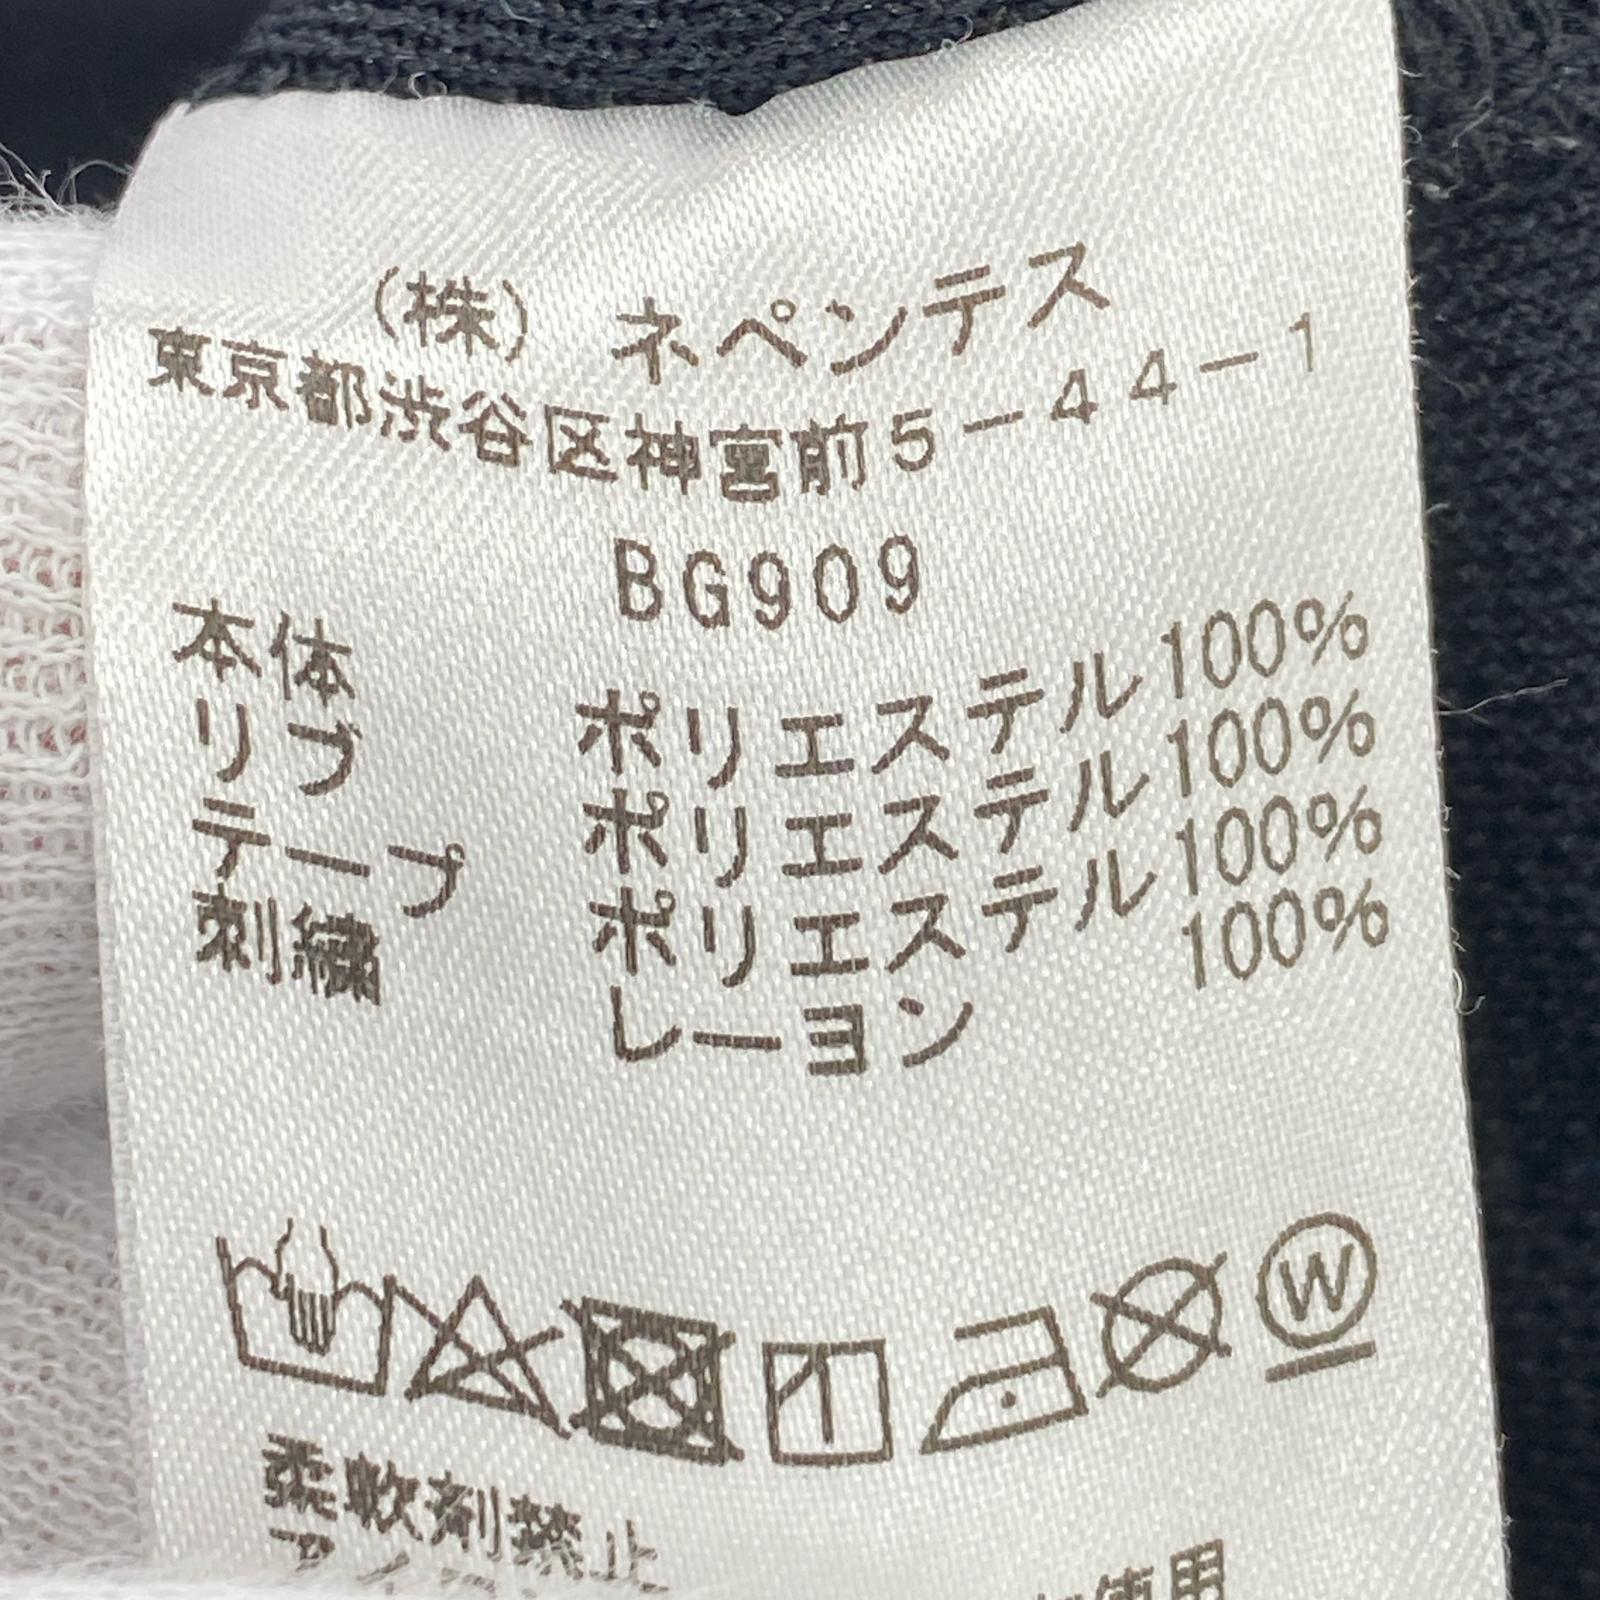 (株) ネペンテス
東京都渋谷区神宮前5-44-1
BG909
本体 ポリエステル100%
リブ ポリエステル100%
テープ ポリエステル100%
刺繍 レーヨン 100%
W
柔軟剤禁止
使用